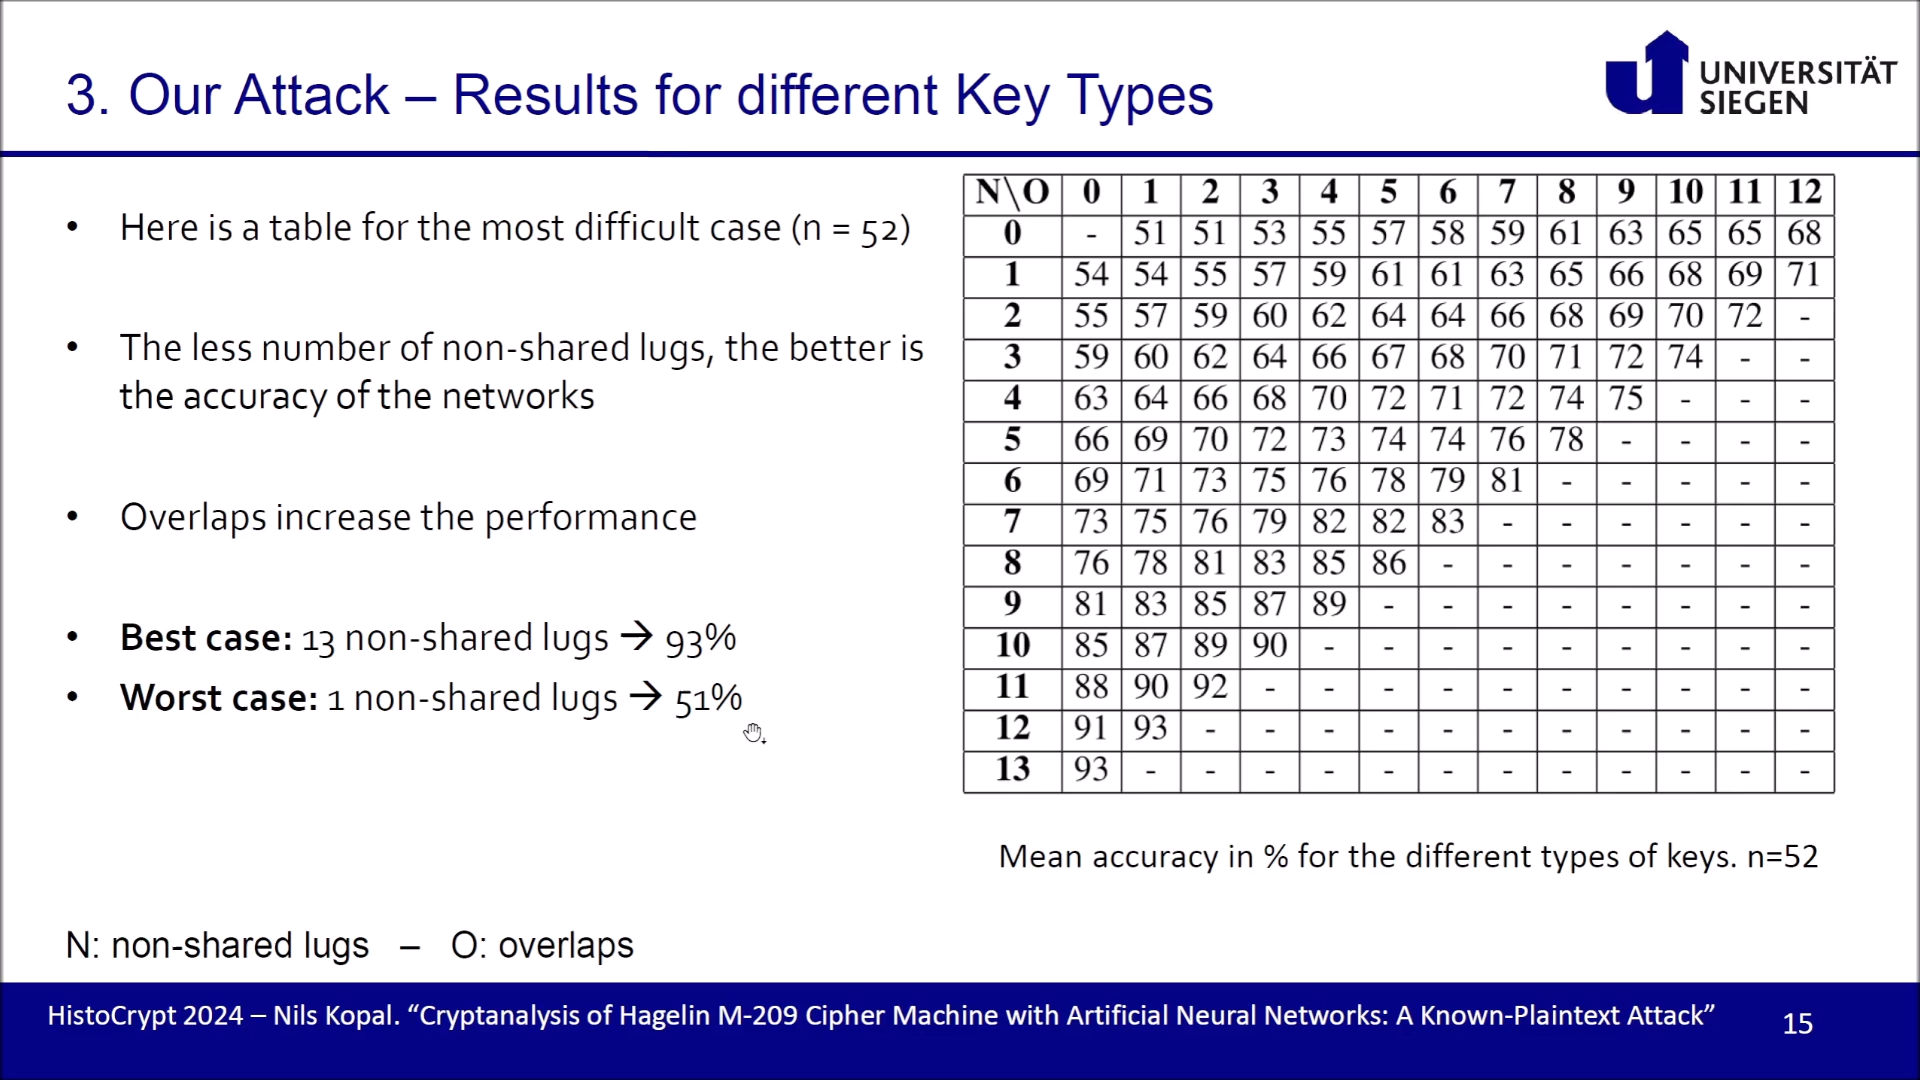 3. Our Attack – Results for different Key Types
UNIVERSITÄT
SIEGEN
• Here is a table for the most difficult case (n = 52)
• The less number of non-shared lugs, the better is
the accuracy of the networks
• Overlaps increase the performance
• Best case: 13 non-shared lugs → 93%
• Worst case: 1 non-shared lugs → 51%
N\O 0 1 2 3 4 5 6 7 8 9 10 11 12
0 - 51 51 53 55 57 58 59 61 63 65 65 68
1 54 54 55 57 59 61 61 63 65 66 68 69 71
2 55 57 59 60 62 64 64 66 68 69 70 72 -
3 59 60 62 64 66 67 68 70 71 72 74 - -
4 63 64 66 68 70 72 71 72 74 75 - - -
5 66 69 70 72 73 74 74 76 78 - - - -
6 69 71 73 75 76 78 79 81 - - - - -
7 73 75 76 79 82 82 83 - - - - - -
8 76 78 81 83 85 86 - - - - - - -
9 81 83 85 87 89 - - - - - - - -
10 85 87 89 90 - - - - - - - - -
11 88 90 92 - - - - - - - - - -
12 91 93 - - - - - - - - - - -
13 93 - - - - - - - - - - - -
Mean accuracy in % for the different types of keys. n=52
N: non-shared lugs – O: overlaps
HistoCrypt 2024 – Nils Kopal. “Cryptanalysis of Hagelin M-209 Cipher Machine with Artificial Neural Networks: A Known-Plaintext Attack” 15